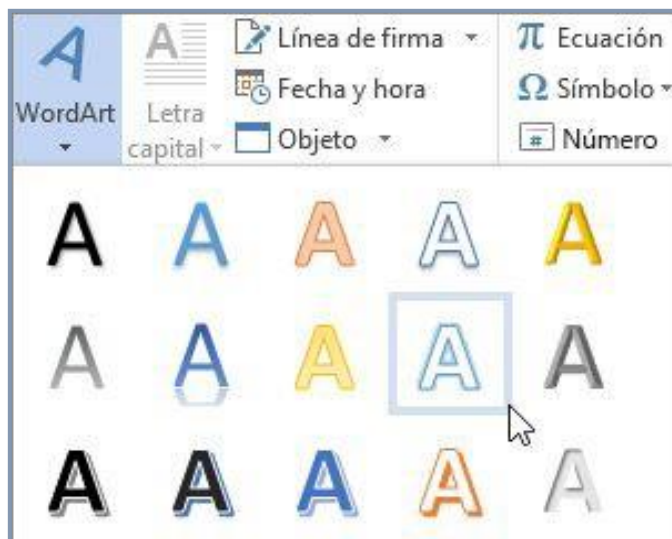 WordArt
Letra
capital
Línea de firma
Fecha y hora
Objeto
π Ecuación
Ω Símbolo
# Número
A A A A A
A A A A A
A A A A A